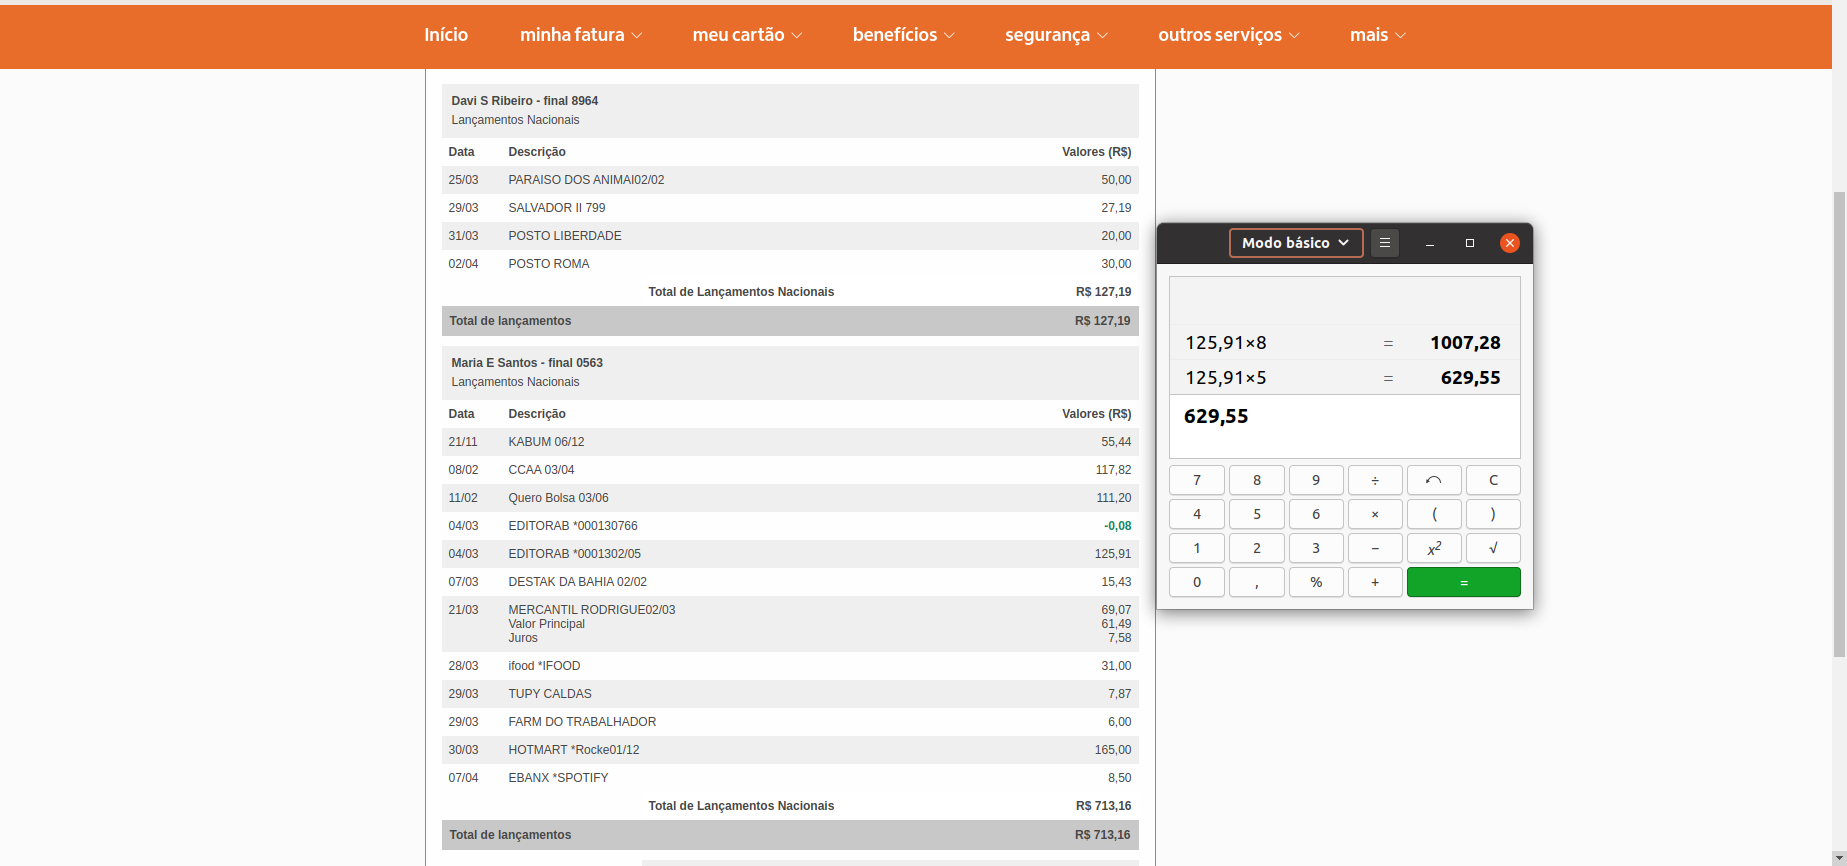 Início minha fatura meu cartão benefícios segurança outros serviços mais
Davi S Ribeiro - final 8964
Lançamentos Nacionais
Data Descrição Valores (R$)
25/03 PARAISO DOS ANIMAI02/02 50,00
29/03 SALVADOR II 799 27,19
31/03 POSTO LIBERDADE 20,00
02/04 POSTO ROMA 30,00
Total de Lançamentos Nacionais R$ 127,19
Total de lançamentos R$ 127,19
Maria E Santos - final 0563
Lançamentos Nacionais
Data Descrição Valores (R$)
21/11 KABUM 06/12 55,44
08/02 CCAA 03/04 117,82
11/02 Quero Bolsa 03/06 111,20
04/03 EDITORAB *000130766 -0,08
04/03 EDITORAB *0001302/05 125,91
07/03 DESTAK DA BAHIA 02/02 15,43
21/03 MERCANTIL RODRIGUE02/03 69,07
Valor Principal 61,49
Juros 7,58
28/03 ifood *IFOOD 31,00
29/03 TUPY CALDAS 7,87
29/03 FARM DO TRABALHADOR 6,00
30/03 HOTMART *Rocke01/12 165,00
07/04 EBANX *SPOTIFY 8,50
Total de Lançamentos Nacionais R$ 713,16
Total de lançamentos R$ 713,16
Modo básico
125,91×8 = 1007,28
125,91×5 = 629,55
629,55
7 8 9 ÷ C
4 5 6 × ( )
1 2 3 − x² √
0 , % + =